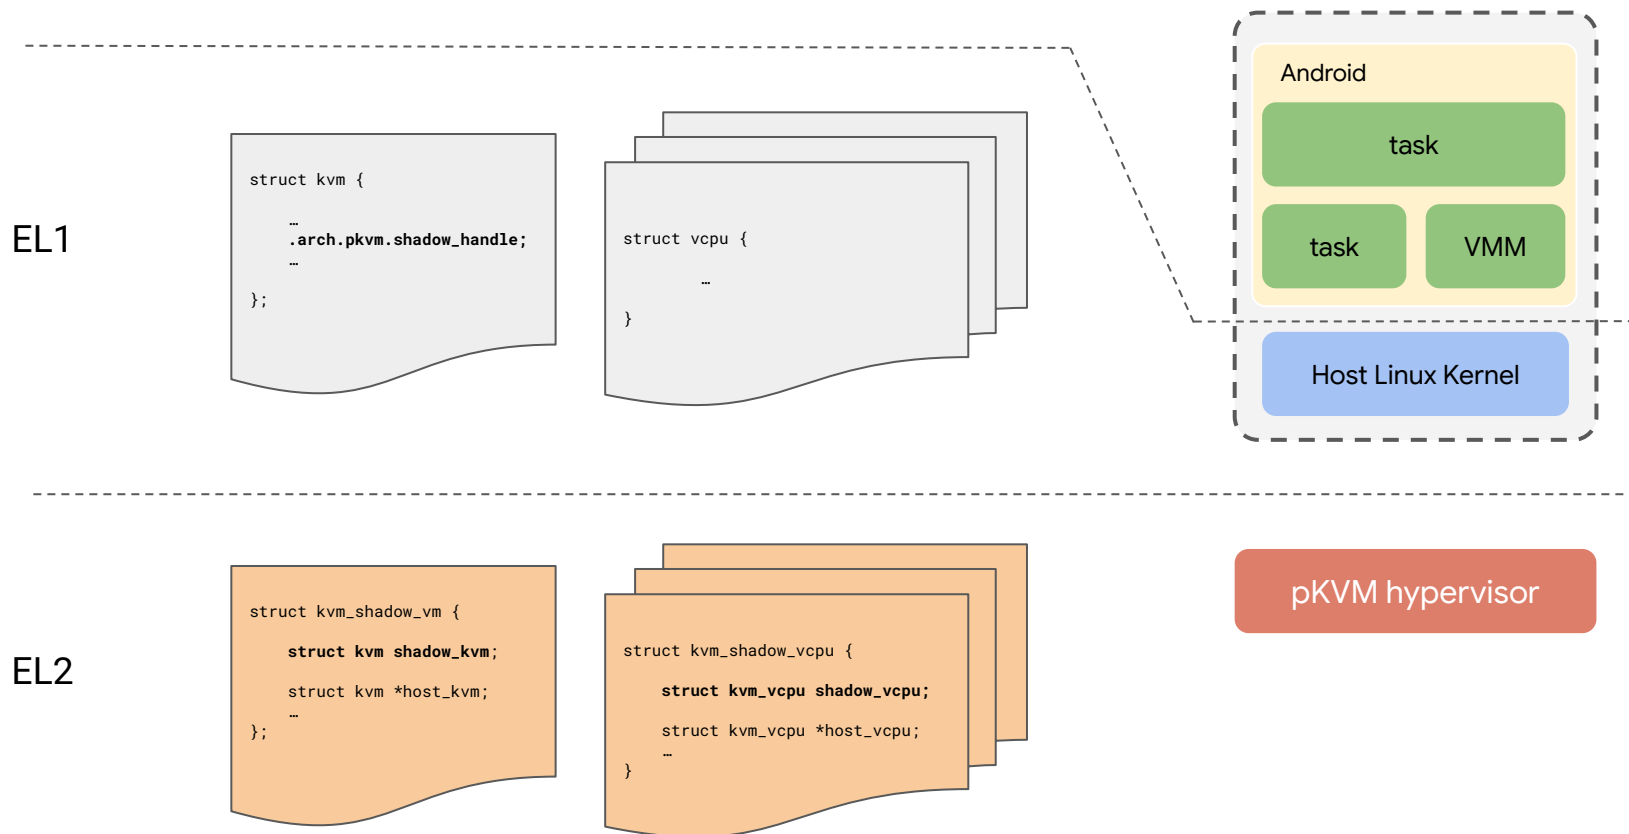 EL1
struct kvm {
…
.arch.pkvm.shadow_handle;
…
};
struct vcpu {
…
}
Android
task
task
VMM
Host Linux Kernel
EL2
struct kvm_shadow_vm {
struct kvm shadow_kvm;
struct kvm *host_kvm;
…
};
struct kvm_shadow_vcpu {
struct kvm_vcpu shadow_vcpu;
struct kvm_vcpu *host_vcpu;
…
}
pKVM hypervisor